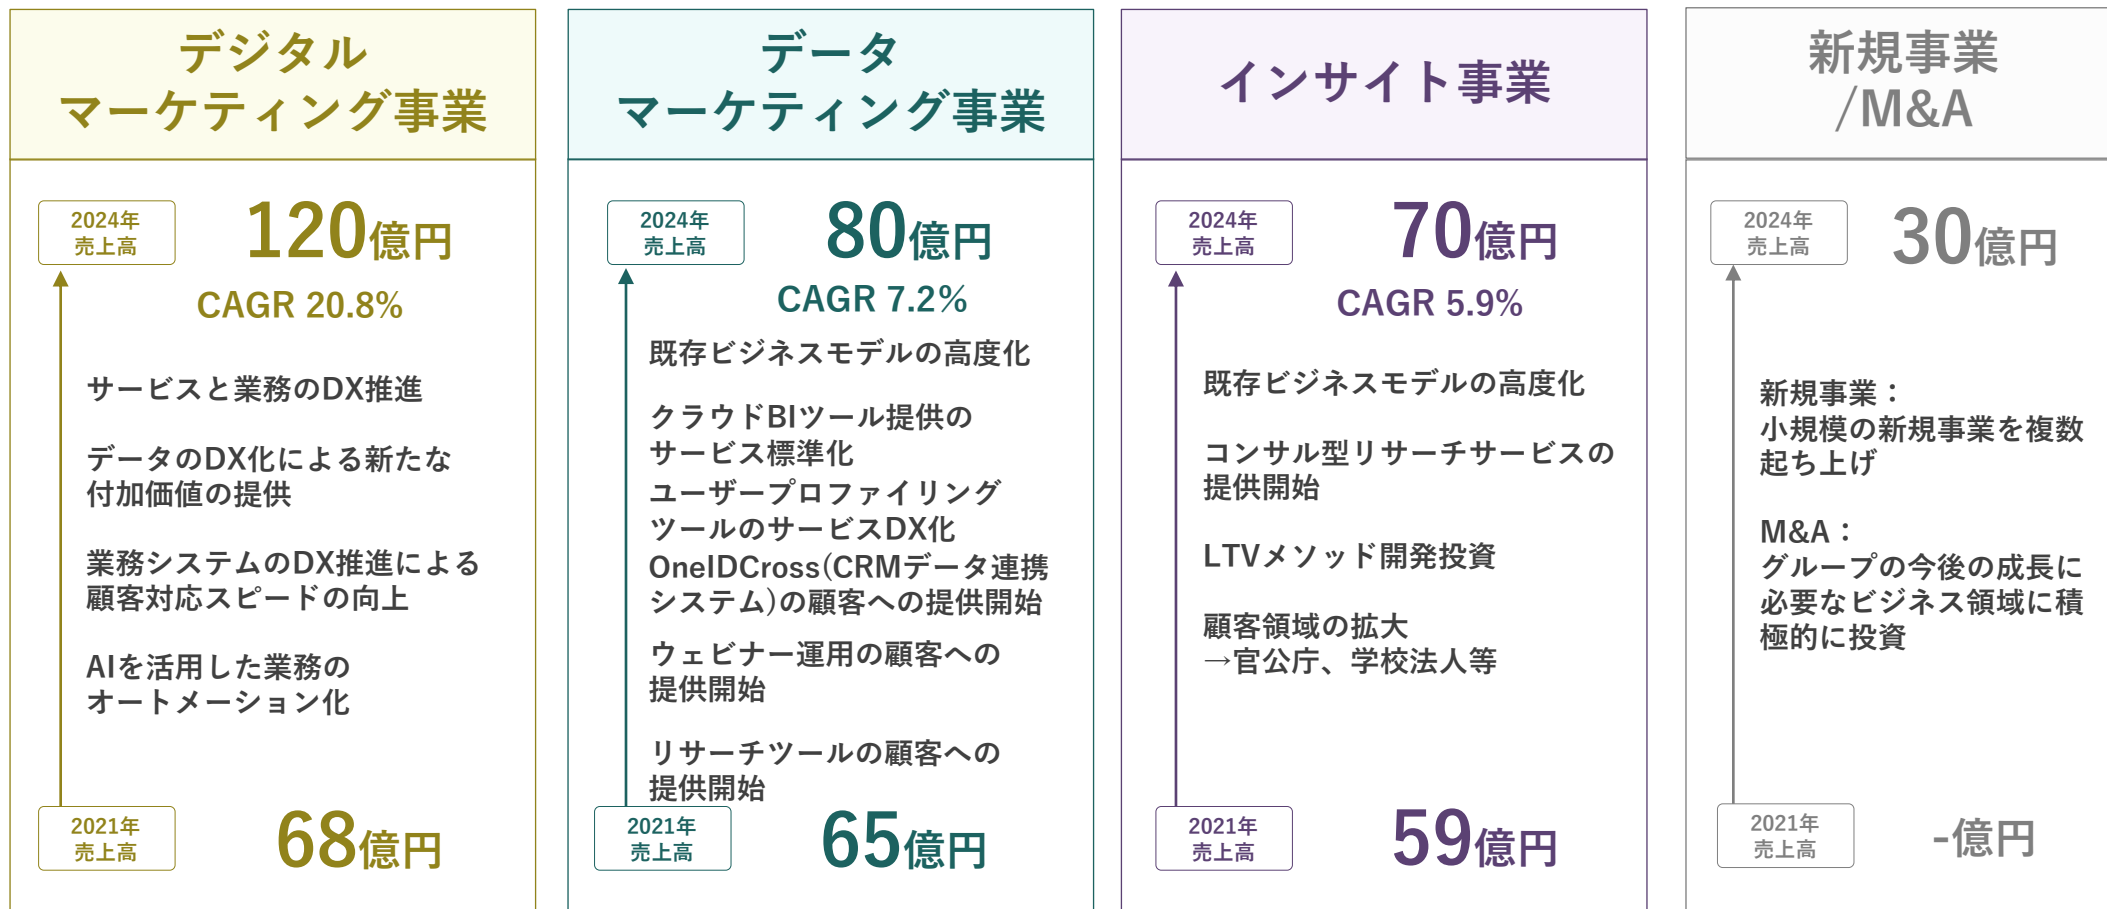 デジタル
マーケティング事業
2024年
売上高
120億円
CAGR 20.8%
サービスと業務のDX推進
データのDX化による新たな
付加価値の提供
業務システムのDX推進による
顧客対応スピードの向上
AIを活用した業務の
オートメーション化
2021年
売上高
68億円
データ
マーケティング事業
2024年
売上高
80億円
CAGR 7.2%
既存ビジネスモデルの高度化
クラウドBIツール提供の
サービス標準化
ユーザープロファイリング
ツールのサービスDX化
OneIDCross(CRMデータ連携
システム)の顧客への提供開始
ウェビナー運用の顧客への
提供開始
リサーチツールの顧客への
提供開始
2021年
売上高
65億円
インサイト事業
2024年
売上高
70億円
CAGR 5.9%
既存ビジネスモデルの高度化
コンサル型リサーチサービスの
提供開始
LTVメソッド開発投資
顧客領域の拡大
→官公庁、学校法人等
2021年
売上高
59億円
新規事業
/M&A
2024年
売上高
30億円
新規事業：
小規模の新規事業を複数
起ち上げ
M&A：
グループの今後の成長に
必要なビジネス領域に積
極的に投資
2021年
売上高
-億円